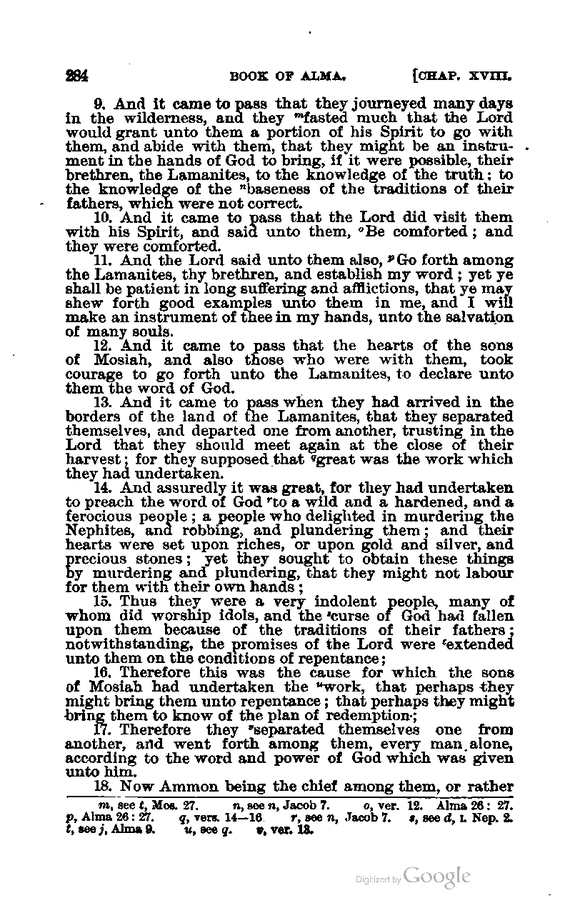 284 BOOK OF ALMA. [CHAP. XVIII.
9. And it came to pass that they journeyed many days
in the wilderness, and they ᵐfasted much that the Lord
would grant unto them a portion of his Spirit to go with
them, and abide with them, that they might be an instru-
ment in the hands of God to bring, if it were possible, their
brethren, the Lamanites, to the knowledge of the truth: to
the knowledge of the ⁿbaseness of the traditions of their
fathers, which were not correct.
10. And it came to pass that the Lord did visit them
with his Spirit, and said unto them, ᵒBe comforted; and
they were comforted.
11. And the Lord said unto them also, ᵖGo forth among
the Lamanites, thy brethren, and establish my word; yet ye
shall be patient in long suffering and afflictions, that ye may
shew forth good examples unto them in me, and I will
make an instrument of thee in my hands, unto the salvation
of many souls.
12. And it came to pass that the hearts of the sons
of Mosiah, and also those who were with them, took
courage to go forth unto the Lamanites, to declare unto
them the word of God.
13. And it came to pass when they had arrived in the
borders of the land of the Lamanites, that they separated
themselves, and departed one from another, trusting in the
Lord that they should meet again at the close of their
harvest; for they supposed that qgreat was the work which
they had undertaken.
14. And assuredly it was great, for they had undertaken
to preach the word of God ʳto a wild and a hardened, and a
ferocious people; a people who delighted in murdering the
Nephites, and robbing, and plundering them; and their
hearts were set upon riches, or upon gold and silver, and
precious stones; yet they sought to obtain these things
by murdering and plundering, that they might not labour
for them with their own hands;
15. Thus they were a very indolent people, many of
whom did worship idols, and the ˢcurse of God had fallen
upon them because of the traditions of their fathers;
notwithstanding, the promises of the Lord were ᵗextended
unto them on the conditions of repentance;
16. Therefore this was the cause for which the sons
of Mosiah had undertaken the ᵘwork, that perhaps they
might bring them unto repentance; that perhaps they might
bring them to know of the plan of redemption;
17. Therefore they ᵛseparated themselves one from
another, and went forth among them, every man alone,
according to the word and power of God which was given
unto him.
18. Now Ammon being the chief among them, or rather
m, see t, Mos. 27. n, see n, Jacob 7. o, ver. 12. Alma 26: 27.
p, Alma 26: 27. q, vers. 14—16 r, see n, Jacob 7. s, see d, 1. Nep. 2.
t, see j, Alma 9. u, see q. v, ver. 13.
Digitized by Google